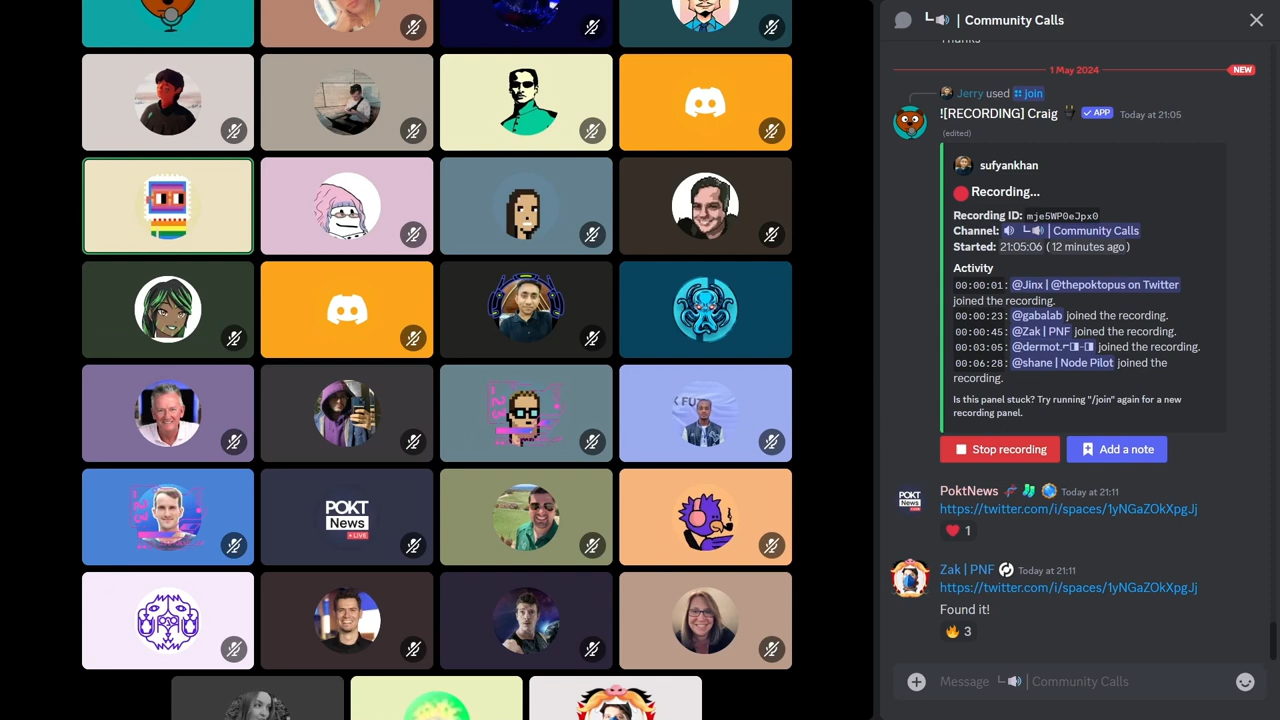 ┗🔊 | Community Calls
Thanks
1 May 2024
NEW
Jerry used join
![RECORDING] Craig APP Today at 21:05
(edited)
sufyankhan
Recording...
Recording ID: mje5WP0eJpx0
Channel: ┗🔊 | Community Calls
Started: 21:05:06 (12 minutes ago)
Activity
00:00:01: @Jinx | @thepoktopus on Twitter
joined the recording.
00:00:23: @gabalab joined the recording.
00:00:45: @Zak | PNF joined the recording.
00:03:05: @dermot.⌐◨-◨ joined the recording.
00:06:28: @shane | Node Pilot joined the
recording.
Is this panel stuck? Try running "/join" again for a new
recording panel.
Stop recording
Add a note
PoktNews Today at 21:11
https://twitter.com/i/spaces/1yNGaZOkXpgJj
1
Zak | PNF Today at 21:11
https://twitter.com/i/spaces/1yNGaZOkXpgJj
Found it!
3
Message ┗🔊 | Community Calls
K FU
POKT
News
LIVE
POKT
News